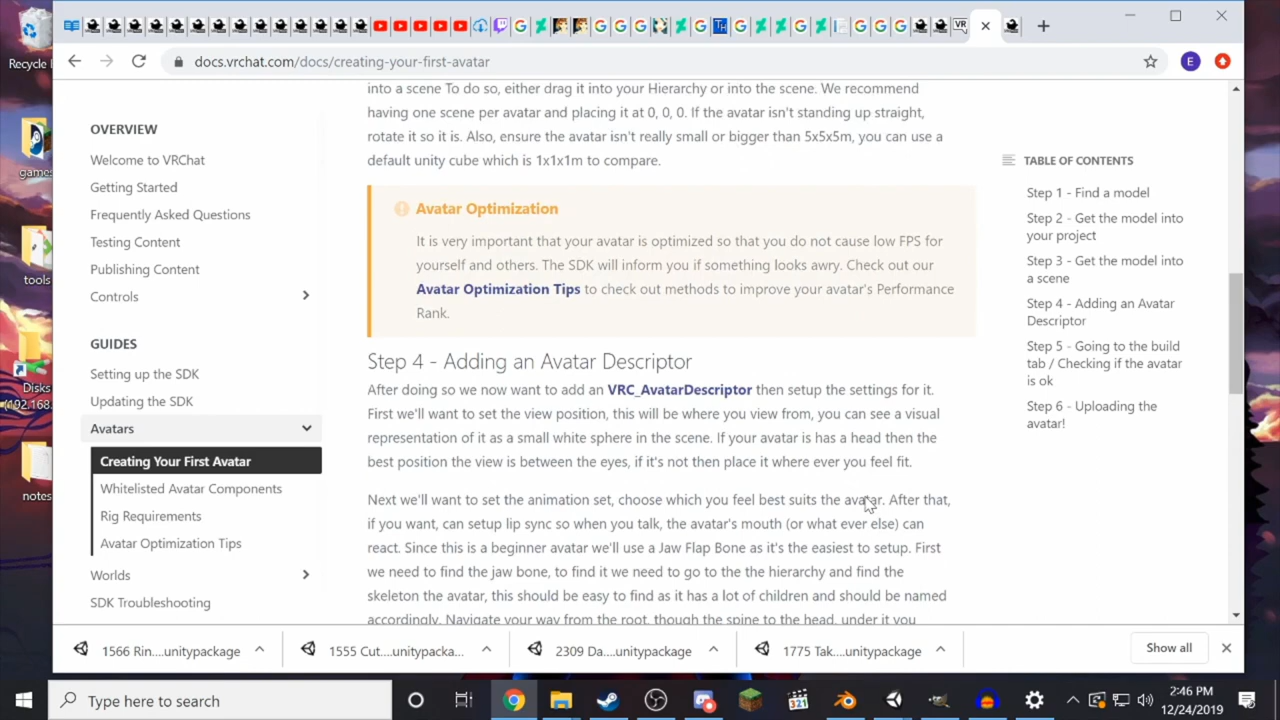 Recycle
games
tools
Disks
(192.168.
notes
docs.vrchat.com/docs/creating-your-first-avatar
E
OVERVIEW
Welcome to VRChat
Getting Started
Frequently Asked Questions
Testing Content
Publishing Content
Controls
GUIDES
Setting up the SDK
Updating the SDK
Avatars
Creating Your First Avatar
Whitelisted Avatar Components
Rig Requirements
Avatar Optimization Tips
Worlds
SDK Troubleshooting
into a scene To do so, either drag it into your Hierarchy or into the scene. We recommend
having one scene per avatar and placing it at 0, 0, 0. If the avatar isn't standing up straight,
rotate it so it is. Also, ensure the avatar isn't really small or bigger than 5x5x5m, you can use a
default unity cube which is 1x1x1m to compare.
Avatar Optimization
It is very important that your avatar is optimized so that you do not cause low FPS for
yourself and others. The SDK will inform you if something looks awry. Check out our
Avatar Optimization Tips to check out methods to improve your avatar's Performance
Rank.
Step 4 - Adding an Avatar Descriptor
After doing so we now want to add an VRC_AvatarDescriptor then setup the settings for it.
First we'll want to set the view position, this will be where you view from, you can see a visual
representation of it as a small white sphere in the scene. If your avatar is has a head then the
best position the view is between the eyes, if it's not then place it where ever you feel fit.
Next we'll want to set the animation set, choose which you feel best suits the avatar. After that,
if you want, can setup lip sync so when you talk, the avatar's mouth (or what ever else) can
react. Since this is a beginner avatar we'll use a Jaw Flap Bone as it's the easiest to setup. First
we need to find the jaw bone, to find it we need to go to the the hierarchy and find the
skeleton the avatar, this should be easy to find as it has a lot of children and should be named
accordingly. Navigate your way from the root, though the spine to the head, under it you
TABLE OF CONTENTS
Step 1 - Find a model
Step 2 - Get the model into
your project
Step 3 - Get the model into
a scene
Step 4 - Adding an Avatar
Descriptor
Step 5 - Going to the build
tab / Checking if the avatar
is ok
Step 6 - Uploading the
avatar!
1566 Rin....unitypackage
1555 Cut....unitypacka...
2309 Da....unitypackage
1775 Tak....unitypackage
Show all
Type here to search
321
2:46 PM
12/24/2019